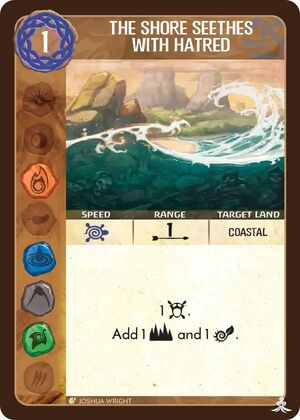 1
THE SHORE SEETHES
WITH HATRED
SPEED RANGE TARGET LAND
1 COASTAL
1 .
Add 1 and 1 .
JOSHUA WRIGHT